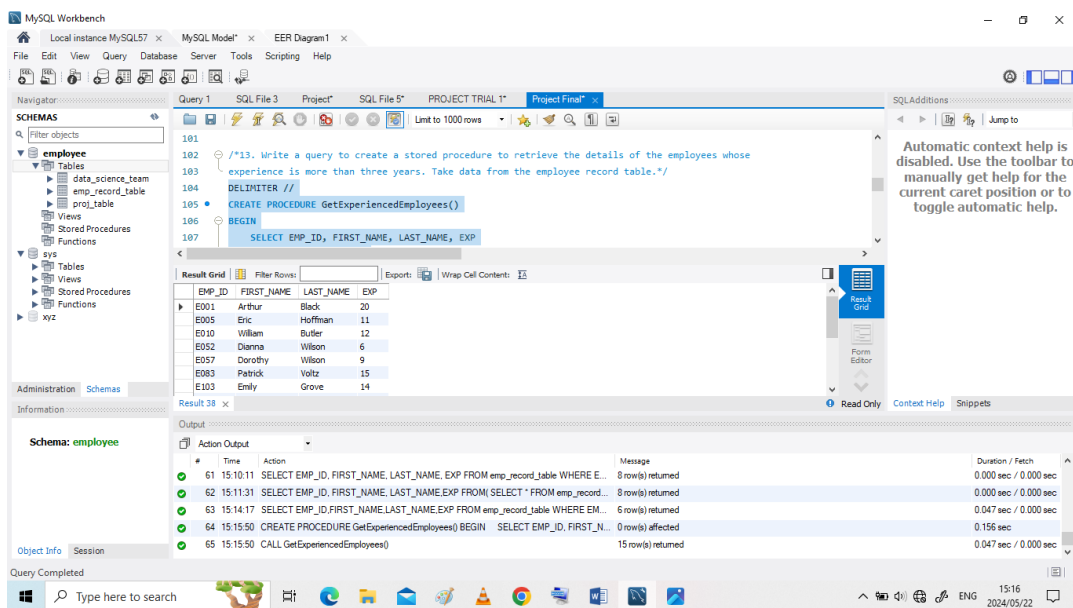 MySQL Workbench
Local instance MySQL57 × MySQL Model* × EER Diagram1 ×
File Edit View Query Database Server Tools Scripting Help
Navigator
Query 1 SQL File 3 Project* SQL File 5* PROJECT TRIAL 1* Project Final* ×
SQLAdditions
SCHEMAS
Filter objects
employee
Tables
data_science_team
emp_record_table
proj_table
Views
Stored Procedures
Functions
sys
Tables
Views
Stored Procedures
Functions
xyz
Administration Schemas
Information
Schema: employee
Object Info Session
Limit to 1000 rows
101
102 /*13. Write a query to create a stored procedure to retrieve the details of the employees whose
103 experience is more than three years. Take data from the employee record table.*/
104 DELIMITER //
105 CREATE PROCEDURE GetExperiencedEmployees()
106 BEGIN
107 SELECT EMP_ID, FIRST_NAME, LAST_NAME, EXP
Result Grid Filter Rows: Export: Wrap Cell Content:
EMP_ID FIRST_NAME LAST_NAME EXP
E001 Arthur Black 20
E005 Eric Hoffman 11
E010 William Butler 12
E052 Dianna Wilson 6
E057 Dorothy Wilson 9
E083 Patrick Voltz 15
E103 Emily Grove 14
Result Grid
Form Editor
Result 38 ×
Read Only
Jump to
Automatic context help is
disabled. Use the toolbar to
manually get help for the
current caret position or to
toggle automatic help.
Context Help Snippets
Output
Action Output
# Time Action Message Duration / Fetch
61 15:10:11 SELECT EMP_ID, FIRST_NAME, LAST_NAME, EXP FROM emp_record_table WHERE E... 8 row(s) returned 0.000 sec / 0.000 sec
62 15:11:31 SELECT EMP_ID, FIRST_NAME, LAST_NAME,EXP FROM( SELECT * FROM emp_record... 8 row(s) returned 0.000 sec / 0.000 sec
63 15:14:17 SELECT EMP_ID,FIRST_NAME,LAST_NAME,EXP FROM emp_record_table WHERE EM... 6 row(s) returned 0.047 sec / 0.000 sec
64 15:15:50 CREATE PROCEDURE GetExperiencedEmployees() BEGIN SELECT EMP_ID, FIRST_N... 0 row(s) affected 0.156 sec
65 15:15:50 CALL GetExperiencedEmployees() 15 row(s) returned 0.047 sec / 0.000 sec
Query Completed
Type here to search
ENG
15:16
2024/05/22